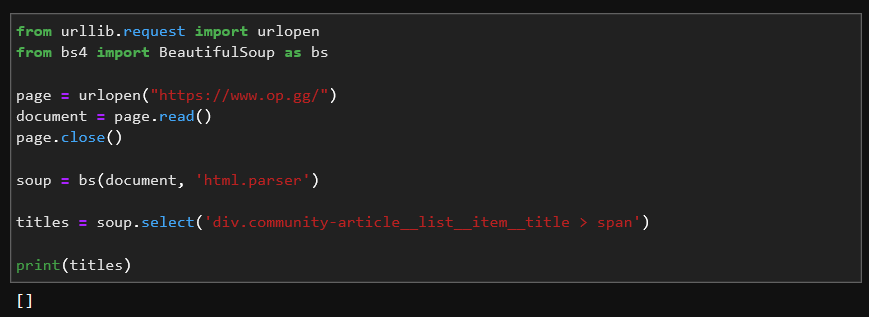 from urllib.request import urlopen
from bs4 import BeautifulSoup as bs
page = urlopen("https://www.op.gg/")
document = page.read()
page.close()
soup = bs(document, 'html.parser')
titles = soup.select('div.community-article__list__item__title > span')
print(titles)
[]